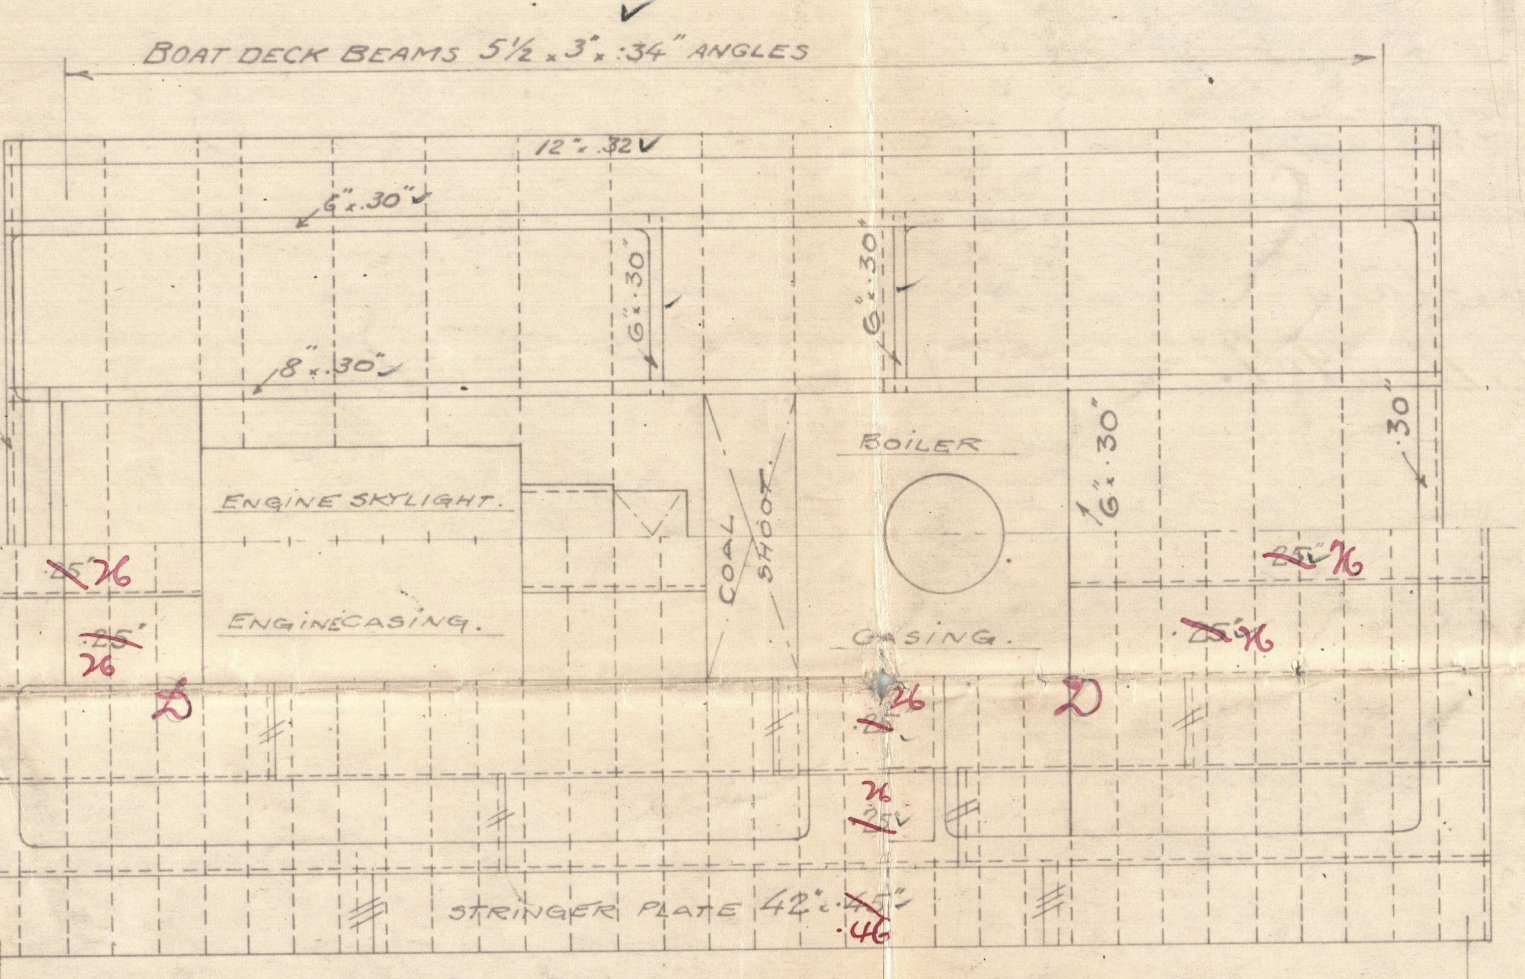 BOAT DECK BEAMS 5½ x 3" x .34" ANGLES
12" x .32
6" x .30"
6" x .30"
6" x .30"
8" x .30"
6" x .30"
.30"
BOILER
ENGINE SKYLIGHT.
COAL
SHOOT.
.25" 26
.25" 26
ENGINE CASING.
CASING.
.25" 26
.25" 26
D
26
.25
D
26
.25
STRINGER PLATE 42" x .45"
.46